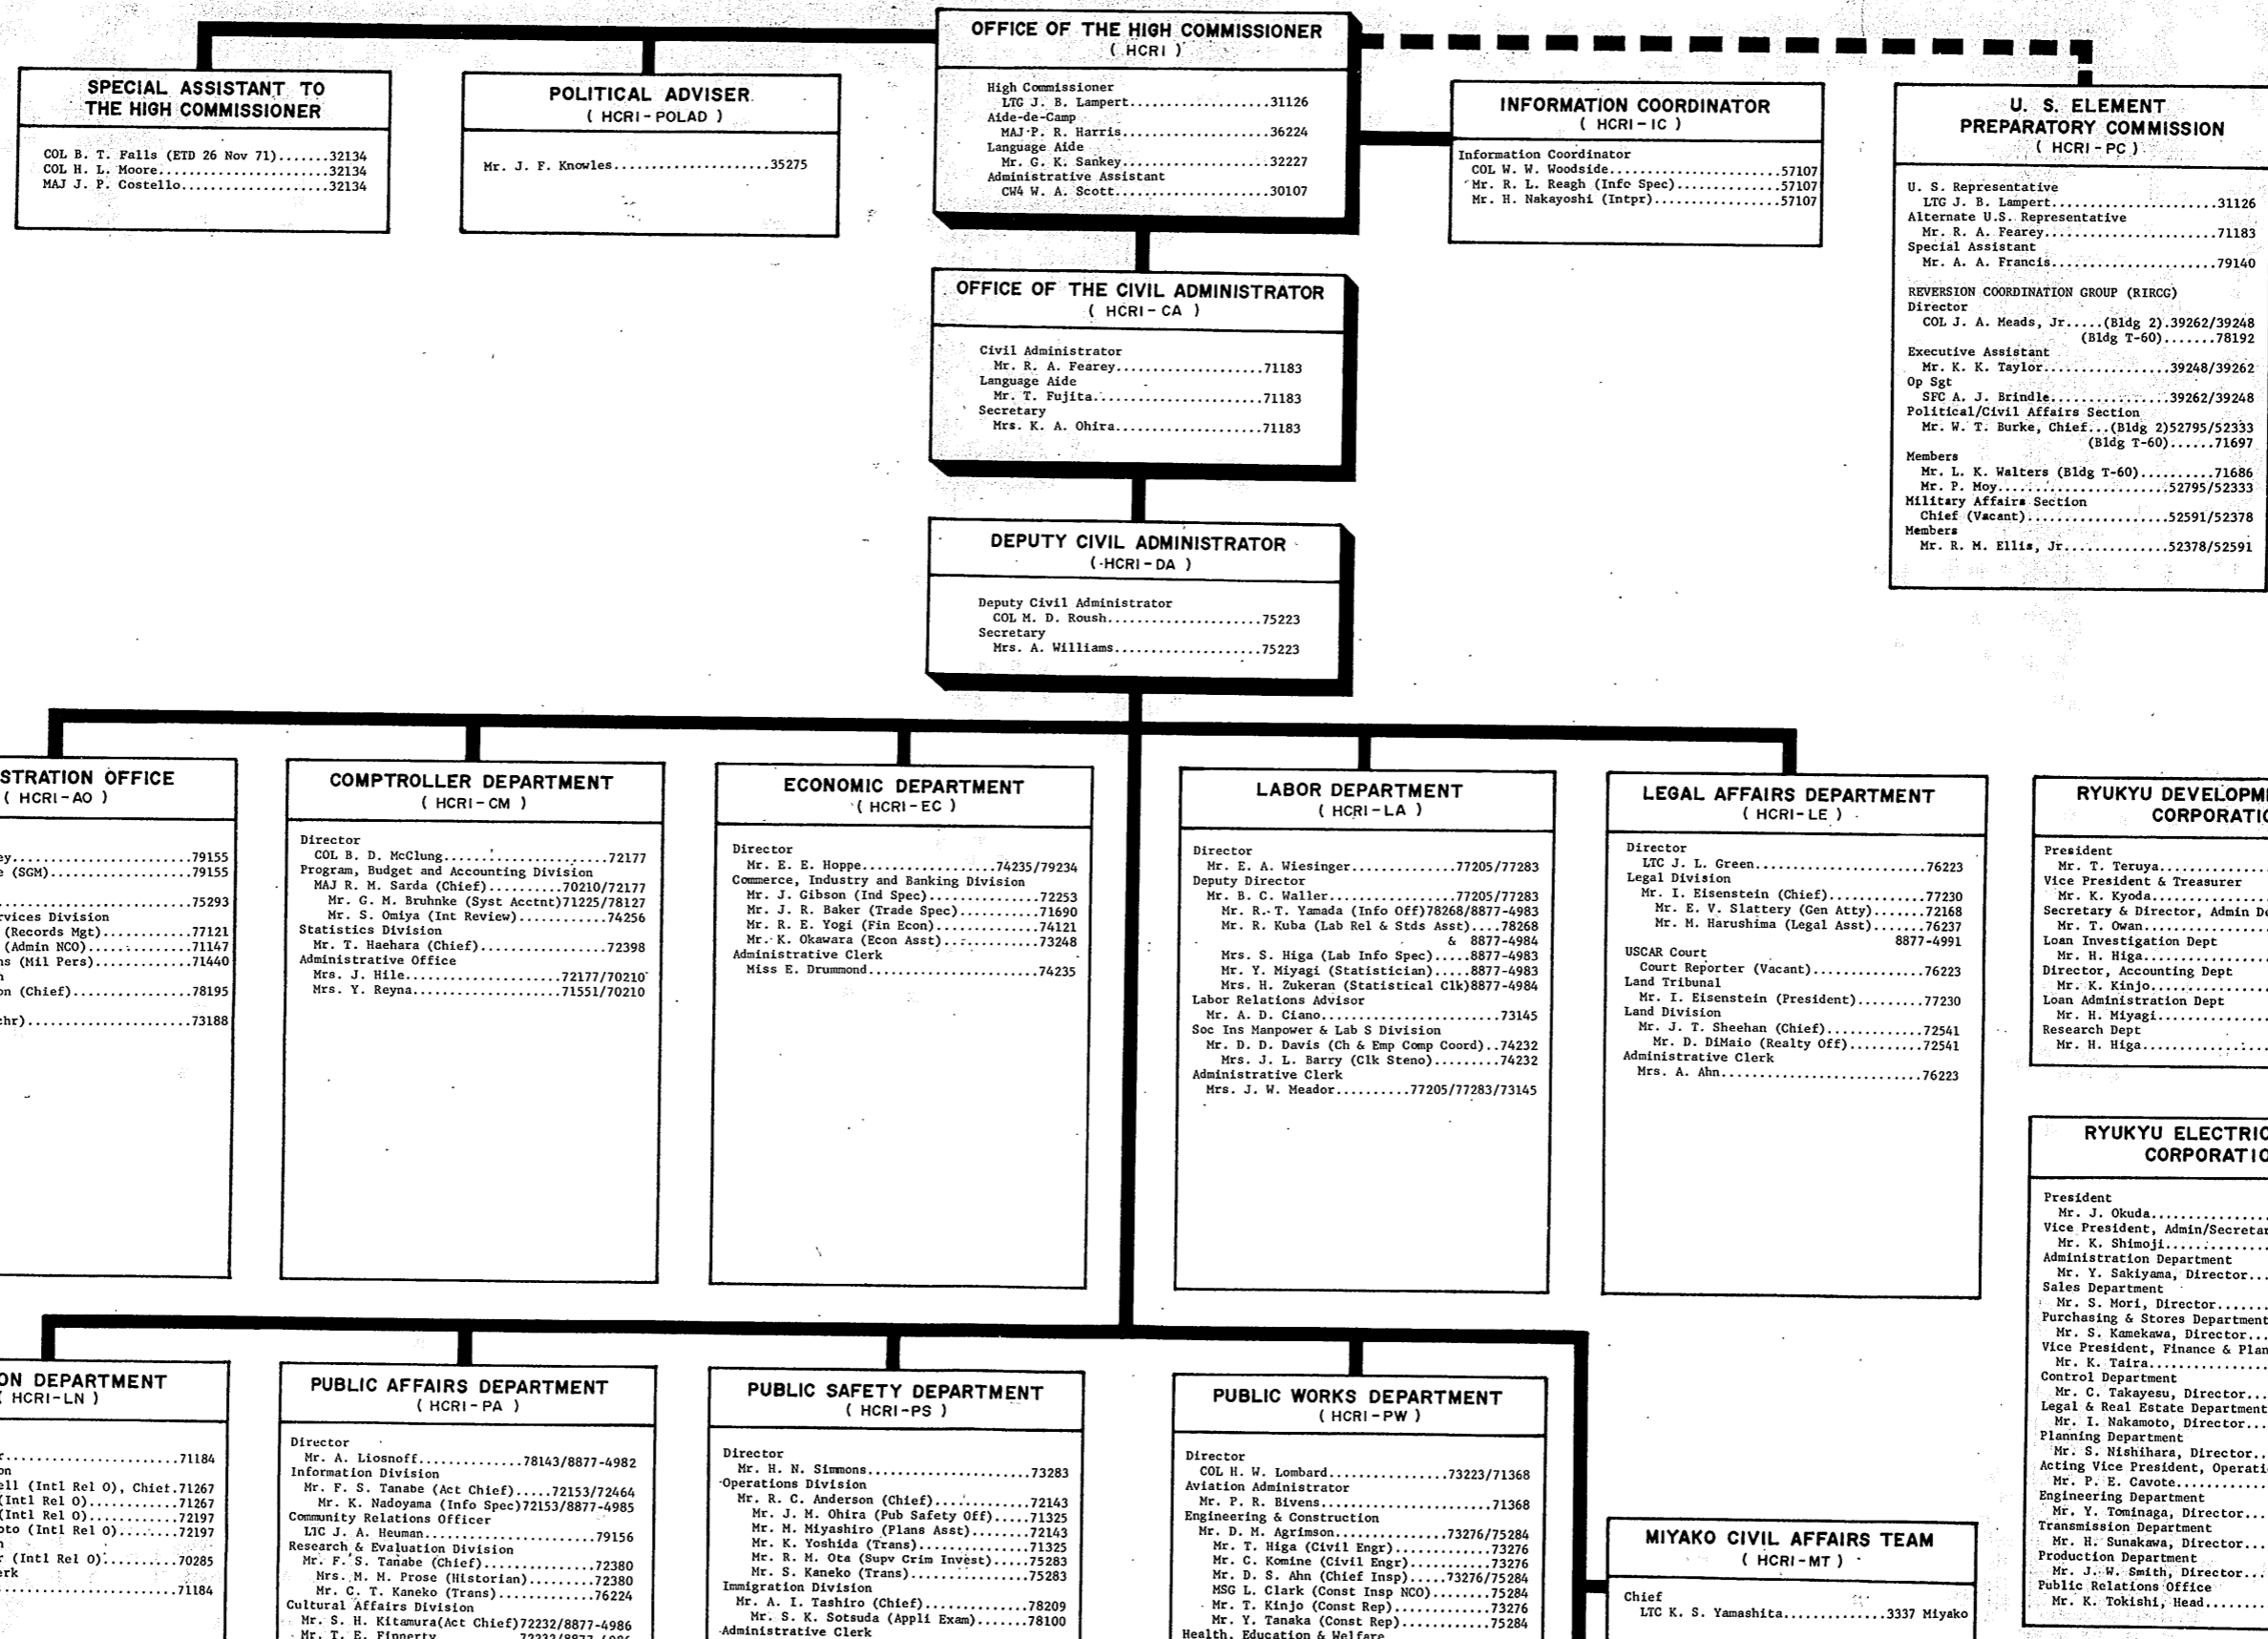 OFFICE OF THE HIGH COMMISSIONER
( HCRI )
High Commissioner
LTG J. B. Lampert...................31126
Aide-de-Camp
MAJ P. R. Harris....................36224
Language Aide
Mr. G. K. Sankey....................32227
Administrative Assistant
CW4 W. A. Scott.....................30107
SPECIAL ASSISTANT TO
THE HIGH COMMISSIONER
COL B. T. Falls (ETD 26 Nov 71).......32134
COL H. L. Moore.......................32134
MAJ J. P. Costello....................32134
POLITICAL ADVISER
( HCRI - POLAD )
Mr. J. F. Knowles.....................35275
INFORMATION COORDINATOR
( HCRI - IC )
Information Coordinator
COL W. W. Woodside.......................57107
Mr. R. L. Reagh (Info Spec).............57107
Mr. H. Nakayoshi (Intpr)................57107
U. S. ELEMENT
PREPARATORY COMMISSION
( HCRI - PC )
U. S. Representative
LTG J. B. Lampert......................31126
Alternate U.S. Representative
Mr. R. A. Fearey.......................71183
Special Assistant
Mr. A. A. Francis......................79140
REVERSION COORDINATION GROUP (RIRCG)
Director
COL J. A. Meads, Jr.....(Bldg 2).39262/39248
(Bldg T-60).......78192
Executive Assistant
Mr. K. K. Taylor.................39248/39262
Op Sgt
SFC A. J. Brindle................39262/39248
Political/Civil Affairs Section
Mr. W. T. Burke, Chief...(Bldg 2)52795/52333
(Bldg T-60)......71697
Members
Mr. L. K. Walters (Bldg T-60)..........71686
Mr. P. Moy.......................52795/52333
Military Affairs Section
Chief (Vacant)...................52591/52378
Members
Mr. R. M. Ellis, Jr..............52378/52591
OFFICE OF THE CIVIL ADMINISTRATOR
( HCRI - CA )
Civil Administrator
Mr. R. A. Fearey....................71183
Language Aide
Mr. T. Fujita.......................71183
Secretary
Mrs. K. A. Ohira....................71183
DEPUTY CIVIL ADMINISTRATOR
( HCRI - DA )
Deputy Civil Administrator
COL M. D. Roush.....................75223
Secretary
Mrs. A. Williams....................75223
STRATION OFFICE
( HCRI - AO )
ey........................79155
e (SGM)...................79155
.........................75293
rvices Division
(Records Mgt)............77121
(Admin NCO)..............71147
ns (Mil Pers).............71440
n
on (Chief)................78195
chr)......................73188
COMPTROLLER DEPARTMENT
( HCRI - CM )
Director
COL B. D. McClung......................72177
Program, Budget and Accounting Division
MAJ R. M. Sarda (Chief)..........70210/72177
Mr. G. M. Bruhnke (Syst Acctnt)71225/78127
Mr. S. Omiya (Int Review)............74256
Statistics Division
Mr. T. Haehara (Chief).................72398
Administrative Office
Mrs. J. Hile.....................72177/70210
Mrs. Y. Reyna....................71551/70210
ECONOMIC DEPARTMENT
( HCRI - EC )
Director
Mr. E. E. Hoppe..................74235/79234
Commerce, Industry and Banking Division
Mr. J. Gibson (Ind Spec)...............72253
Mr. J. R. Baker (Trade Spec)...........71690
Mr. R. E. Yogi (Fin Econ)..............74121
Mr. K. Okawara (Econ Asst).............73248
Administrative Clerk
Miss E. Drummond.......................74235
LABOR DEPARTMENT
( HCRI - LA )
Director
Mr. E. A. Wiesinger..............77205/77283
Deputy Director
Mr. B. C. Waller.................77205/77283
Mr. R. T. Yamada (Info Off)78268/8877-4983
Mr. R. Kuba (Lab Rel & Stds Asst)....78268
& 8877-4984
Mrs. S. Higa (Lab Info Spec).....8877-4983
Mr. Y. Miyagi (Statistician).....8877-4983
Mrs. H. Zukeran (Statistical Clk)8877-4984
Labor Relations Advisor
Mr. A. D. Ciano........................73145
Soc Ins Manpower & Lab S Division
Mr. D. D. Davis (Ch & Emp Comp Coord)..74232
Mrs. J. L. Barry (Clk Steno).........74232
Administrative Clerk
Mrs. J. W. Meador..........77205/77283/73145
LEGAL AFFAIRS DEPARTMENT
( HCRI - LE )
Director
LTC J. L. Green.......................76223
Legal Division
Mr. I. Eisenstein (Chief).............77230
Mr. E. V. Slattery (Gen Atty).......72168
Mr. M. Harushima (Legal Asst).......76237
8877-4991
USCAR Court
Court Reporter (Vacant)...............76223
Land Tribunal
Mr. I. Eisenstein (President).........77230
Land Division
Mr. J. T. Sheehan (Chief).............72541
Mr. D. DiMaio (Realty Off)..........72541
Administrative Clerk
Mrs. A. Ahn...........................76223
RYUKYU DEVELOPM
CORPORATIO
President
Mr. T. Teruya...............
Vice President & Treasurer
Mr. K. Kyoda................
Secretary & Director, Admin De
Mr. T. Owan.................
Loan Investigation Dept
Mr. H. Higa.................
Director, Accounting Dept
Mr. K. Kinjo................
Loan Administration Dept
Mr. H. Miyagi...............
Research Dept
Mr. H. Higa.................
RYUKYU ELECTRIC
CORPORATIO
President
Mr. J. Okuda................
Vice President, Admin/Secretar
Mr. K. Shimoji..............
Administration Department
Mr. Y. Sakiyama, Director...
Sales Department
Mr. S. Mori, Director.......
Purchasing & Stores Department
Mr. S. Kamekawa, Director...
Vice President, Finance & Plan
Mr. K. Taira................
Control Department
Mr. C. Takayesu, Director...
Legal & Real Estate Department
Mr. I. Nakamoto, Director...
Planning Department
Mr. S. Nishihara, Director..
Acting Vice President, Operati
Mr. P. E. Cavote............
Engineering Department
Mr. Y. Tominaga, Director...
Transmission Department
Mr. H. Sunakawa, Director...
Production Department
Mr. J. W. Smith, Director...
Public Relations Office
Mr. K. Tokishi, Head........
ON DEPARTMENT
( HCRI - LN )
r.......................71184
on
ell (Intl Rel O), Chief.71267
(Intl Rel O)............71267
(Intl Rel O)............72197
oto (Intl Rel O)........72197
n
r (Intl Rel O)..........70285
erk
........................71184
PUBLIC AFFAIRS DEPARTMENT
( HCRI - PA )
Director
Mr. A. Liosnoff..............78143/8877-4982
Information Division
Mr. F. S. Tanabe (Act Chief).....72153/72464
Mr. K. Nadoyama (Info Spec)72153/8877-4985
Community Relations Officer
LTC J. A. Heuman.......................79156
Research & Evaluation Division
Mr. F. S. Tanabe (Chief)...............72380
Mrs. M. M. Prose (Historian).........72380
Mr. C. T. Kaneko (Trans).............76224
Cultural Affairs Division
Mr. S. H. Kitamura(Act Chief)72232/8877-4986
Mr. T. E. Finnerty...........72232/8877-4986
PUBLIC SAFETY DEPARTMENT
( HCRI - PS )
Director
Mr. H. N. Simmons......................73283
Operations Division
Mr. R. C. Anderson (Chief).............72143
Mr. J. M. Ohira (Pub Safety Off).....71325
Mr. M. Miyashiro (Plans Asst)........72143
Mr. K. Yoshida (Trans)...............71325
Mr. R. M. Ota (Supv Crim Invest).....75283
Mr. S. Kaneko (Trans)................75283
Immigration Division
Mr. A. I. Tashiro (Chief)..............78209
Mr. S. K. Sotsuda (Appli Exam).......78100
Administrative Clerk
PUBLIC WORKS DEPARTMENT
( HCRI - PW )
Director
COL H. W. Lombard................73223/71368
Aviation Administrator
Mr. P. R. Bivens.......................71368
Engineering & Construction
Mr. D. M. Agrimson...............73276/75284
Mr. T. Higa (Civil Engr).............73276
Mr. C. Komine (Civil Engr)...........73276
Mr. D. S. Ahn (Chief Insp).....73276/75284
MSG L. Clark (Const Insp NCO)........75284
Mr. T. Kinjo (Const Rep).............73276
Mr. Y. Tanaka (Const Rep)............75284
Health, Education & Welfare
MIYAKO CIVIL AFFAIRS TEAM
( HCRI - MT )
Chief
LTC K. S. Yamashita..............3337 Miyako